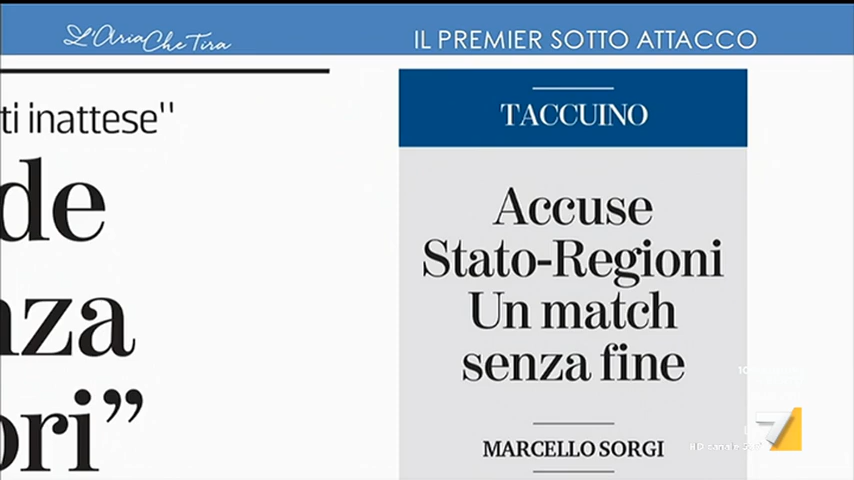 L'Aria Che Tira
IL PREMIER SOTTO ATTACCO
ti inattese"
de
nza
ori”
TACCUINO
Accuse
Stato-Regioni
Un match
senza fine
MARCELLO SORGI
7